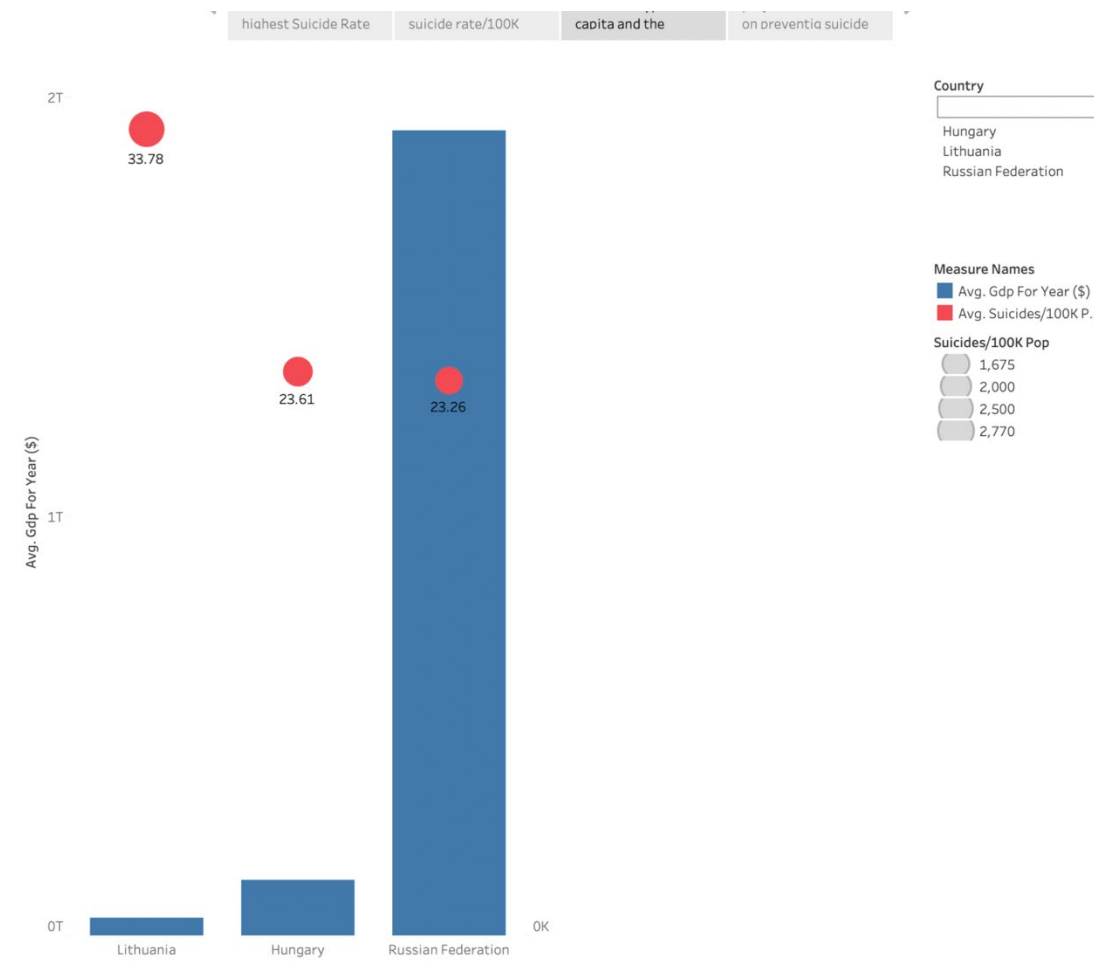 highest Suicide Rate
suicide rate/100K
capita and the
on preventig suicide
2T
33.78
23.61
23.26
1T
Avg. Gdp For Year ($)
0T
0K
Lithuania
Hungary
Russian Federation
Country
Hungary
Lithuania
Russian Federation
Measure Names
Avg. Gdp For Year ($)
Avg. Suicides/100K P.
Suicides/100K Pop
1,675
2,000
2,500
2,770